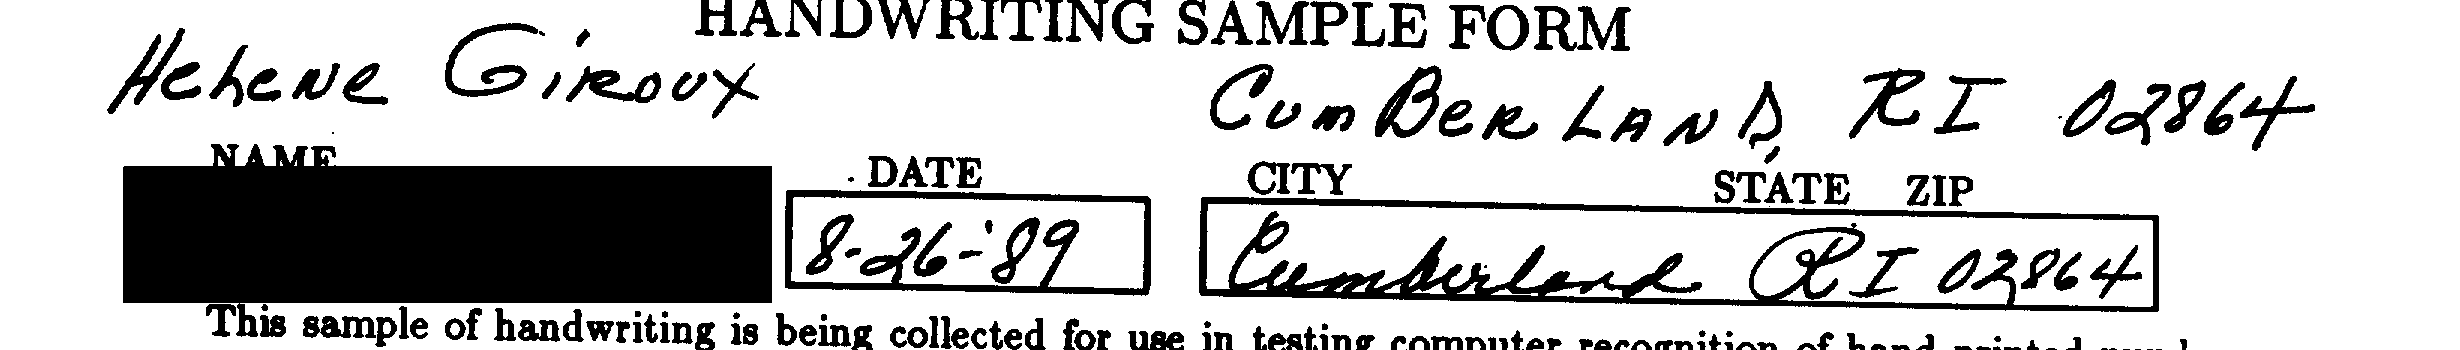 HANDWRITING SAMPLE FORM
Helene Giroux CumBerLAND, RI 02864
NAME DATE CITY STATE ZIP
8-26-'89 Cumberland RI 02864
This sample of handwriting is being collected for use in testing computer recognition of hand printed